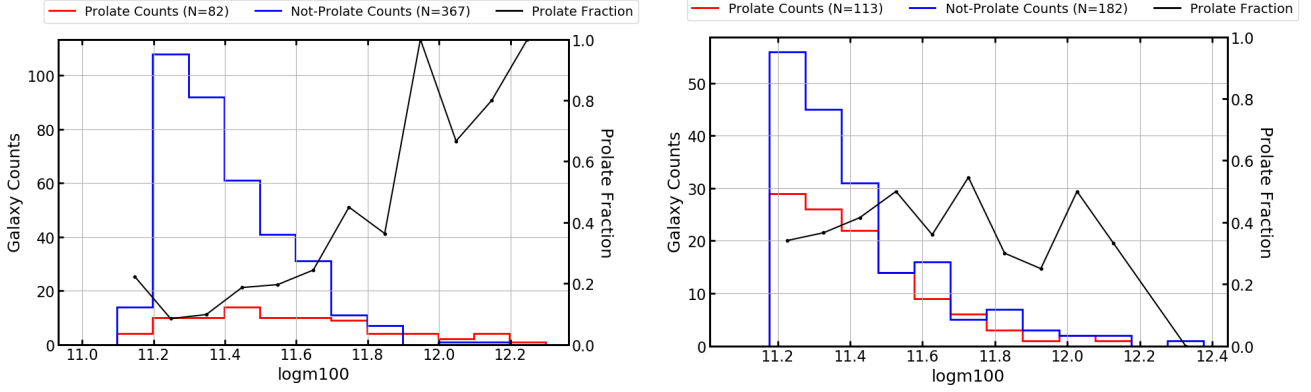 Prolate Counts (N=82) Not-Prolate Counts (N=367) Prolate Fraction
100
80
60
40
20
0
Galaxy Counts
1.0
0.8
0.6
0.4
0.2
0.0
Prolate Fraction
11.0 11.2 11.4 11.6 11.8 12.0 12.2
logm100
Prolate Counts (N=113) Not-Prolate Counts (N=182) Prolate Fraction
50
40
30
20
10
0
Galaxy Counts
1.0
0.8
0.6
0.4
0.2
0.0
Prolate Fraction
11.2 11.4 11.6 11.8 12.0 12.2 12.4
logm100